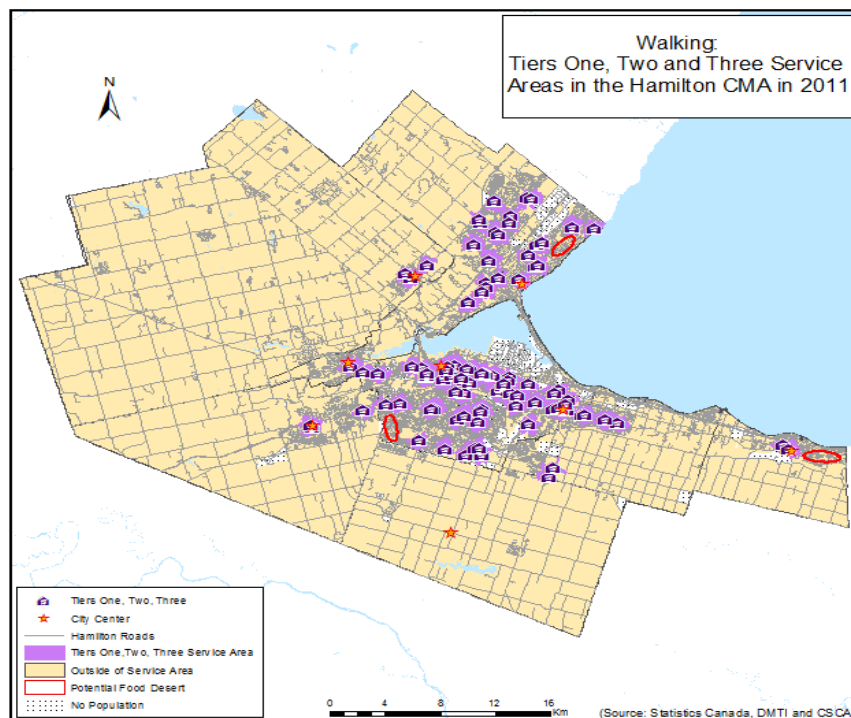 Walking:
Tiers One, Two and Three Service
Areas in the Hamilton CMA in 2011
N
Tiers One, Two, Three
City Center
Hamilton Roads
Tiers One,Two, Three Service Area
Outside of Service Area
Potential Food Desert
No Population
0 4 8 16
Km
(Source: Statistics Canada, DMTI and CSCA